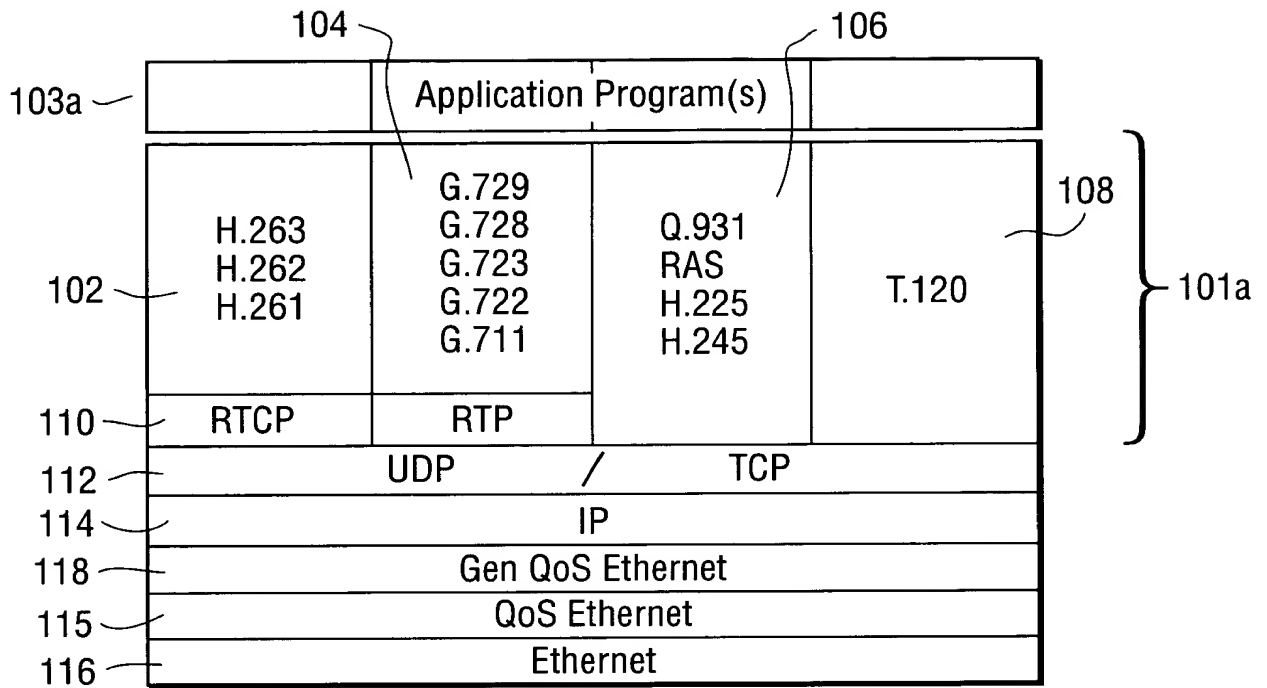 104
106
103a
Application Program(s)
108
102
H.263
H.262
H.261
G.729
G.728
G.723
G.722
G.711
Q.931
RAS
H.225
H.245
T.120
101a
110
RTCP
RTP
112
UDP / TCP
114
IP
118
Gen QoS Ethernet
115
QoS Ethernet
116
Ethernet